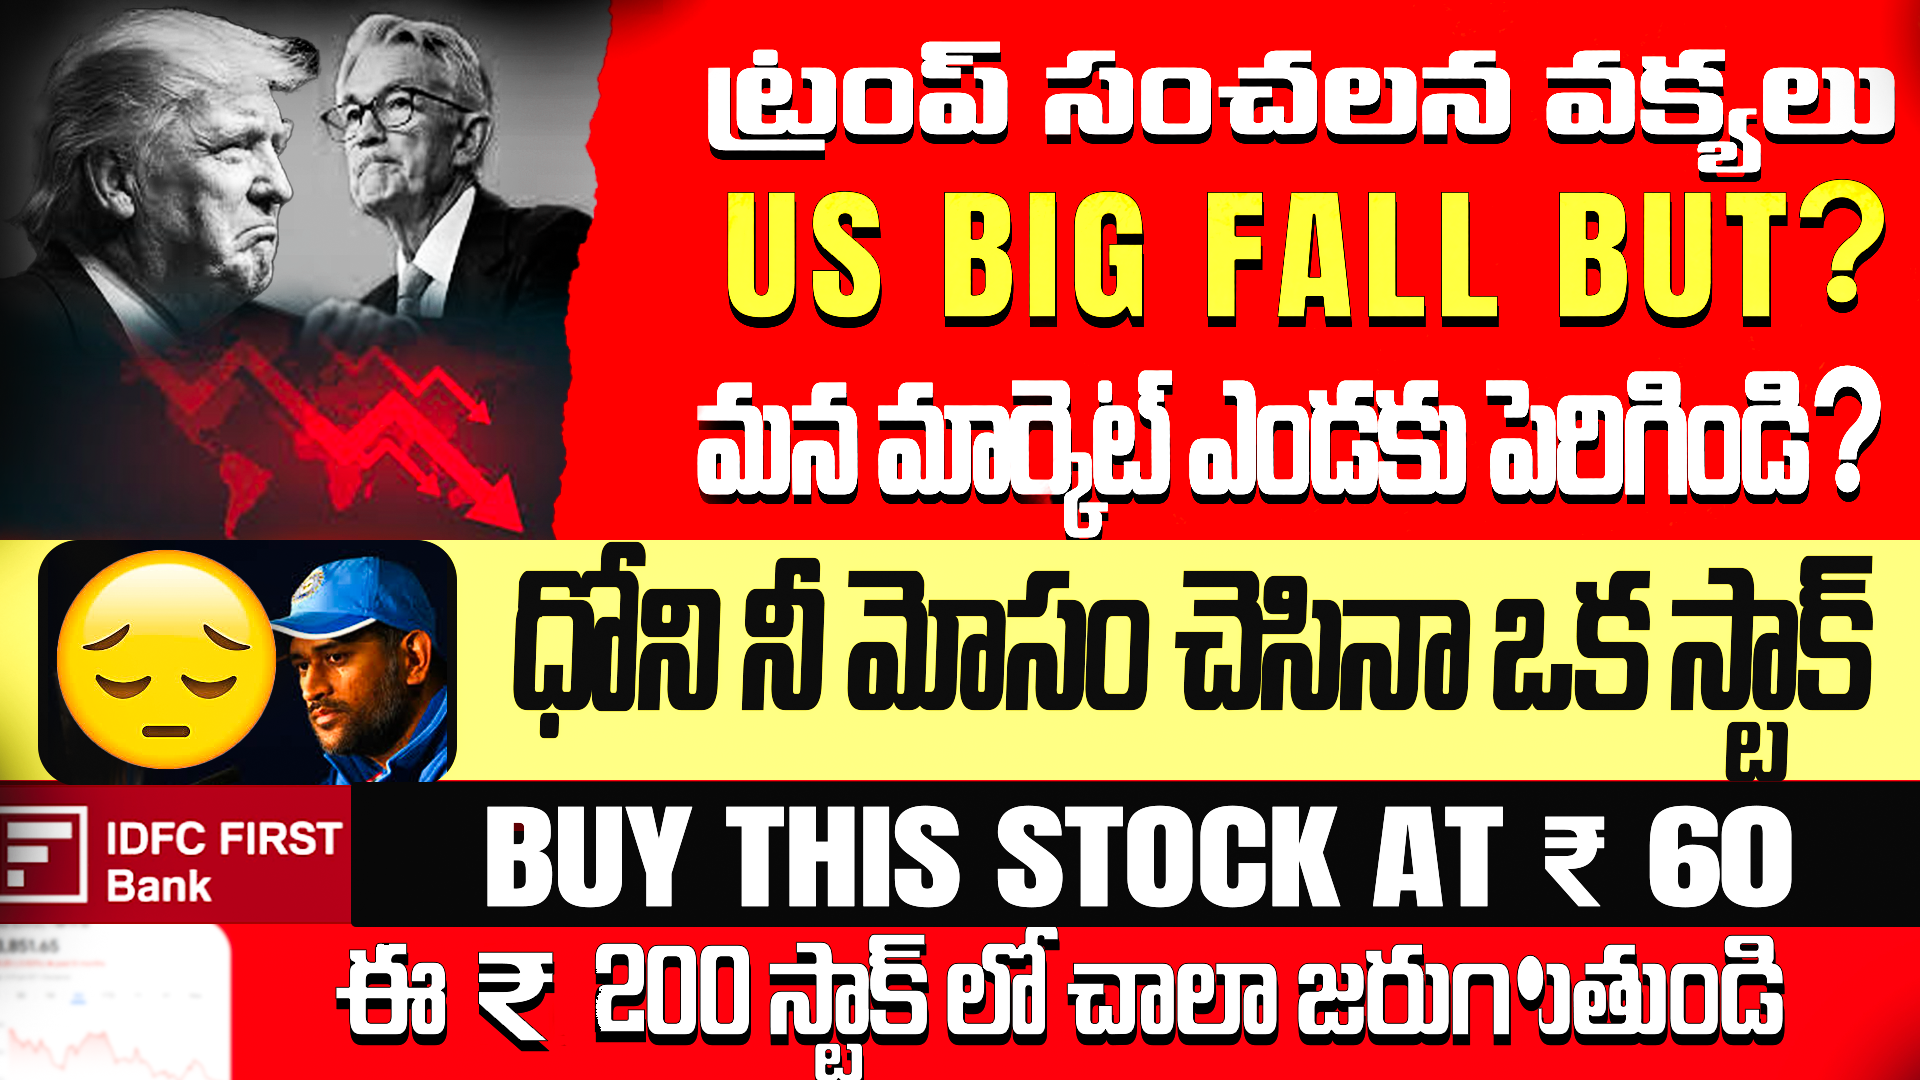 ట్రంప్ సంచలన వక్యలు
US BIG FALL BUT?
మన మార్కెట్ ఎందుకు పెరిగింది?
ధోని నీ మోసం చెసినా ఒక స్టాక్
IDFC FIRST
Bank
BUY THIS STOCK AT ₹ 60
ఈ ₹ 200 స్టాక్ లో చాలా జరుగుతుంది